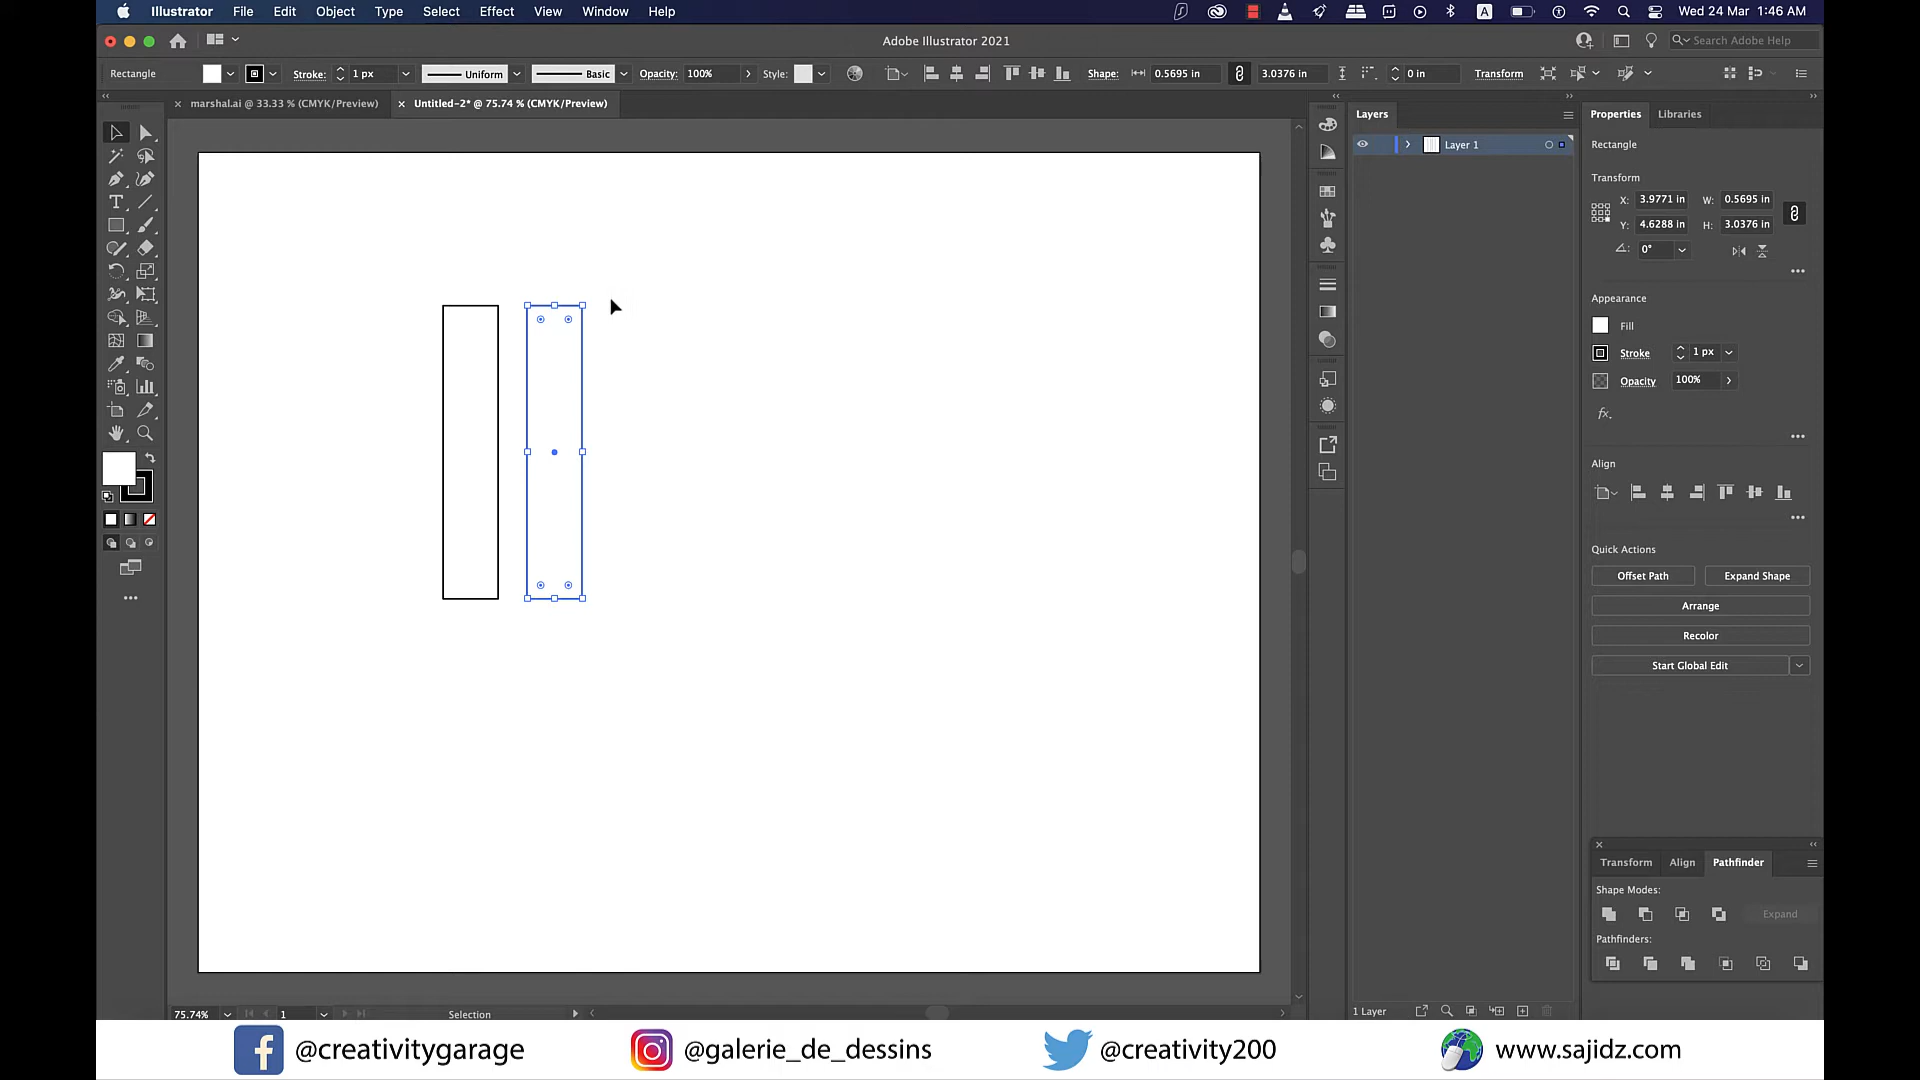 Illustrator File Edit Object Type Select Effect View Window Help
A
Wed 24 Mar 1:46 AM
Adobe Illustrator 2021
Search Adobe Help
Rectangle
Stroke: 1 px Uniform Basic Opacity: 100% Style: Shape: 0.5695 in 3.0376 in 0 in Transform
marshal.ai @ 33.33 % (CMYK/Preview)
Untitled-2* @ 75.74 % (CMYK/Preview)
Layers
Layer 1
Properties Libraries
Rectangle
Transform
X: 3.9771 in W: 0.5695 in
Y: 4.6288 in H: 3.0376 in
0°
Appearance
Fill
Stroke 1 px
Opacity 100%
fx.
Align
Quick Actions
Offset Path Expand Shape
Arrange
Recolor
Start Global Edit
Transform Align Pathfinder
Shape Modes:
Expand
Pathfinders:
75.74% 1 Selection
1 Layer
@creativitygarage @galerie_de_dessins @creativity200 www.sajidz.com